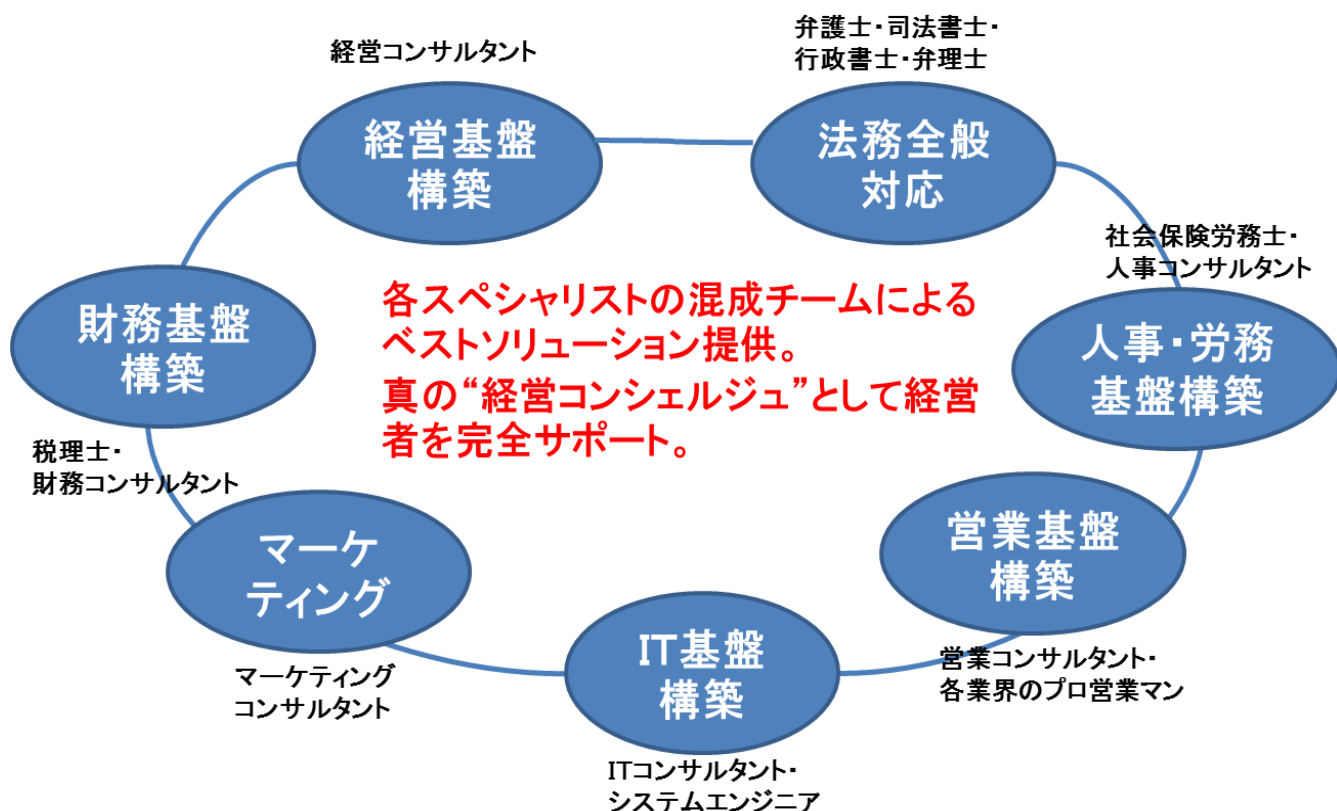 経営コンサルタント
弁護士・司法書士・
行政書士・弁理士
経営基盤
構築
法務全般
対応
社会保険労務士・
人事コンサルタント
財務基盤
構築
各スペシャリストの混成チームによる
ベストソリューション提供。
真の“経営コンシェルジュ”として経営
者を完全サポート。
人事・労務
基盤構築
税理士・
財務コンサルタント
マーケ
ティング
営業基盤
構築
IT基盤
構築
マーケティング
コンサルタント
営業コンサルタント・
各業界のプロ営業マン
ITコンサルタント・
システムエンジニア